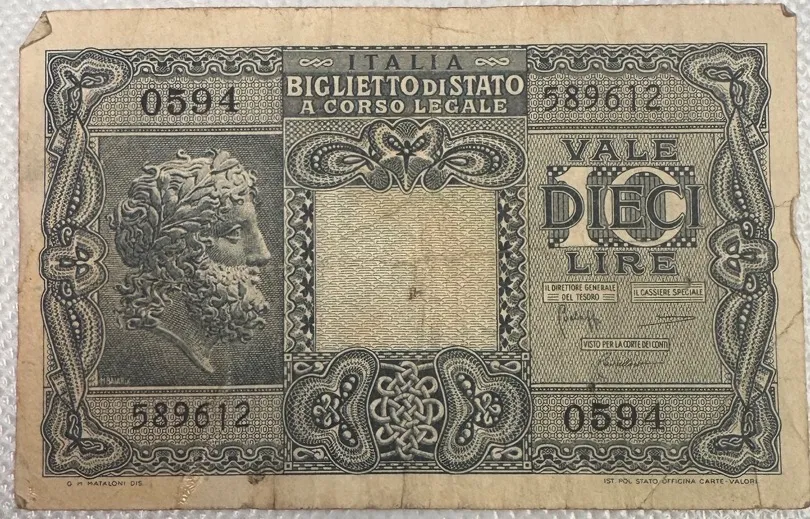 ITALIA
BIGLIETTO DI STATO
A CORSO LEGALE
0594
589612
VALE
10
DIECI
LIRE
IL DIRETTORE GENERALE
DEL TESORO
IL CASSIERE SPECIALE
VISTO PER LA CORTE DEI CONTI
589612
0594
G M MATALONI DIS.
IST POL STATO OFFICINA CARTE-VALORI